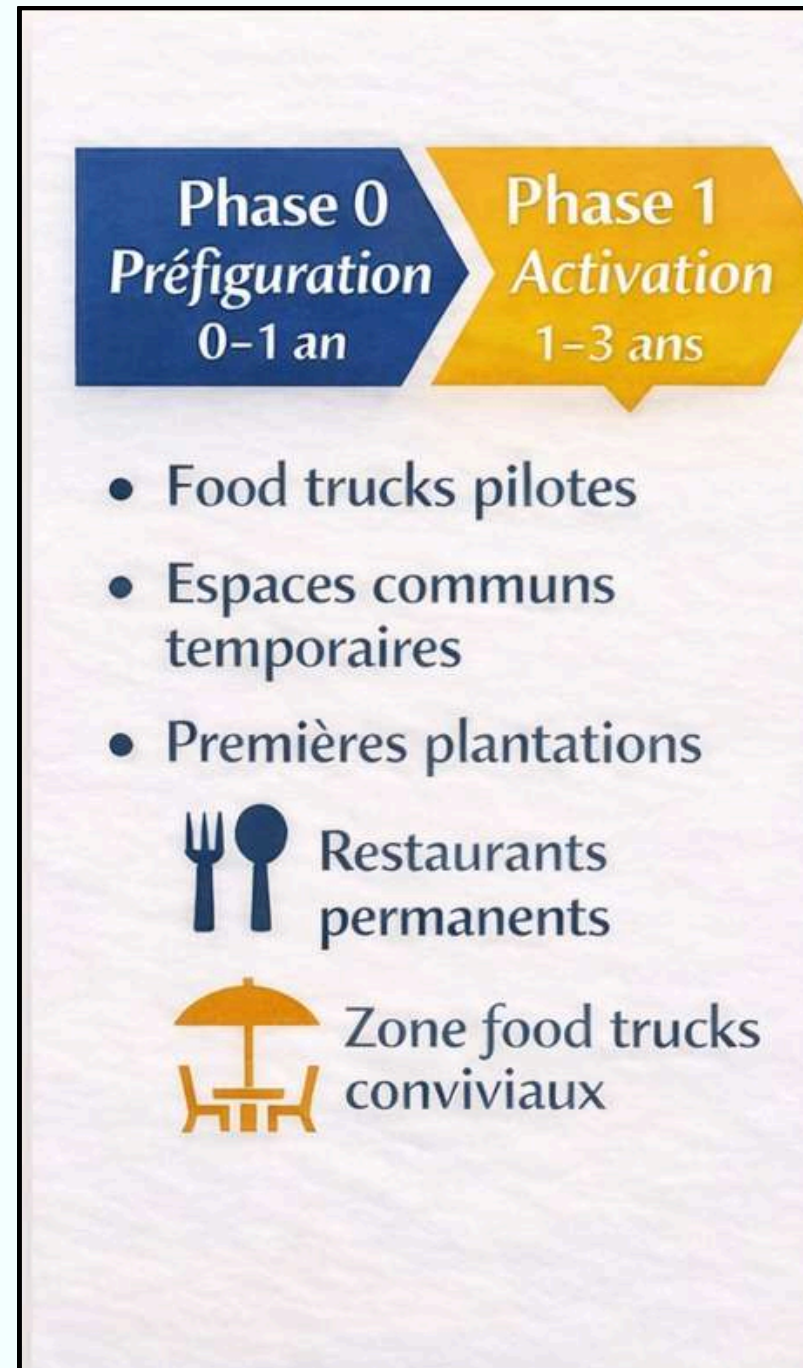 Phase 0
Préfiguration
0–1 an
Phase 1
Activation
1–3 ans
• Food trucks pilotes
• Espaces communs
temporaires
• Premières plantations
Restaurants
permanents
Zone food trucks
conviviaux